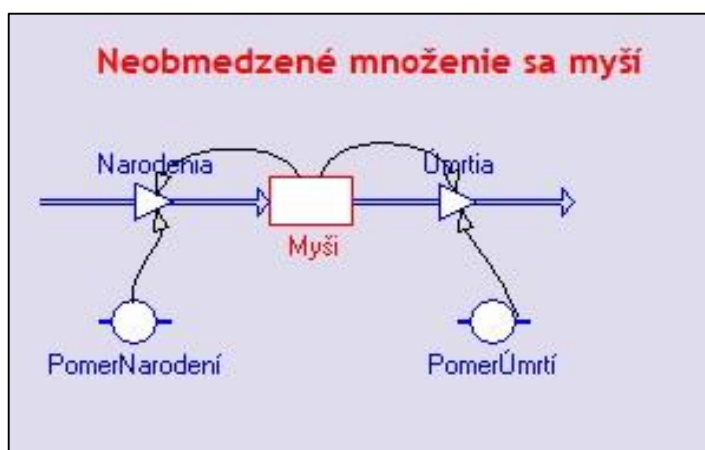 Neobmedzené množenie sa myší
Narodenia
Úmrtia
Myši
PomerNarodení
PomerÚmrtí